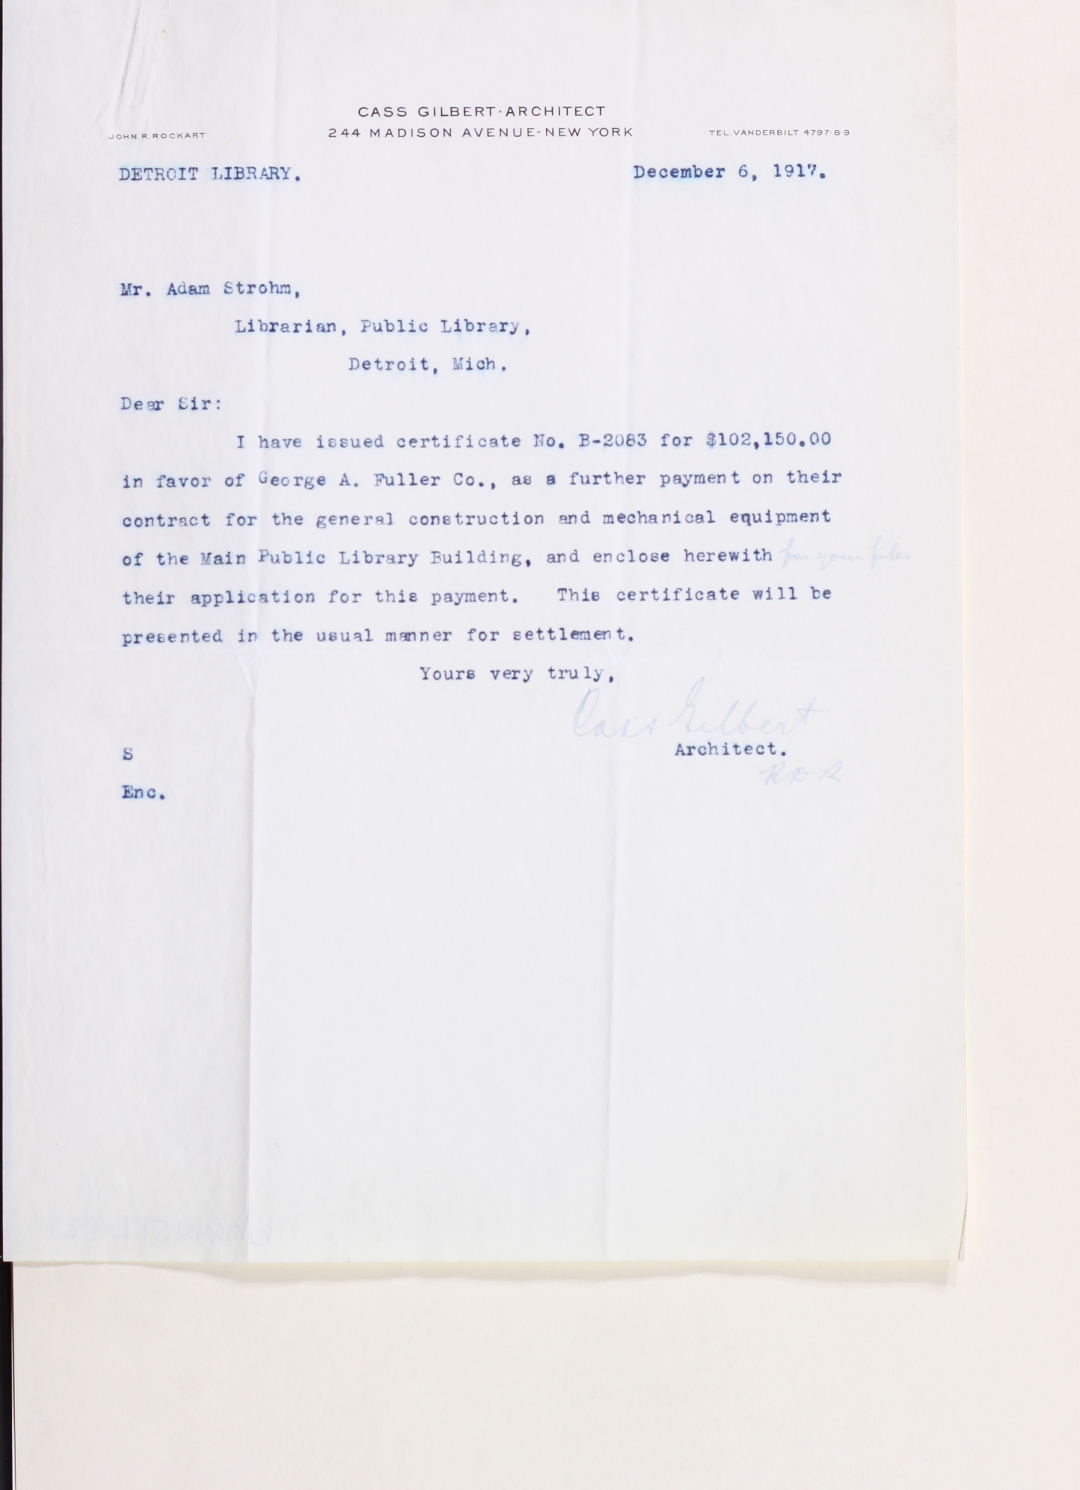 CASS GILBERT-ARCHITECT
JOHN R. ROCKART 244 MADISON AVENUE-NEW YORK TEL. VANDERBILT 4797-8-9
DETROIT LIBRARY. December 6, 1917.
Mr. Adam Strohm,
Librarian, Public Library,
Detroit, Mich.
Dear Sir:
I have issued certificate No. B-2083 for $102,150.00
in favor of George A. Fuller Co., as a further payment on their
contract for the general construction and mechanical equipment
of the Main Public Library Building, and enclose herewith for your files
their application for this payment. This certificate will be
presented in the usual manner for settlement.
Yours very truly,
Cass Gilbert
S Architect.
Enc.